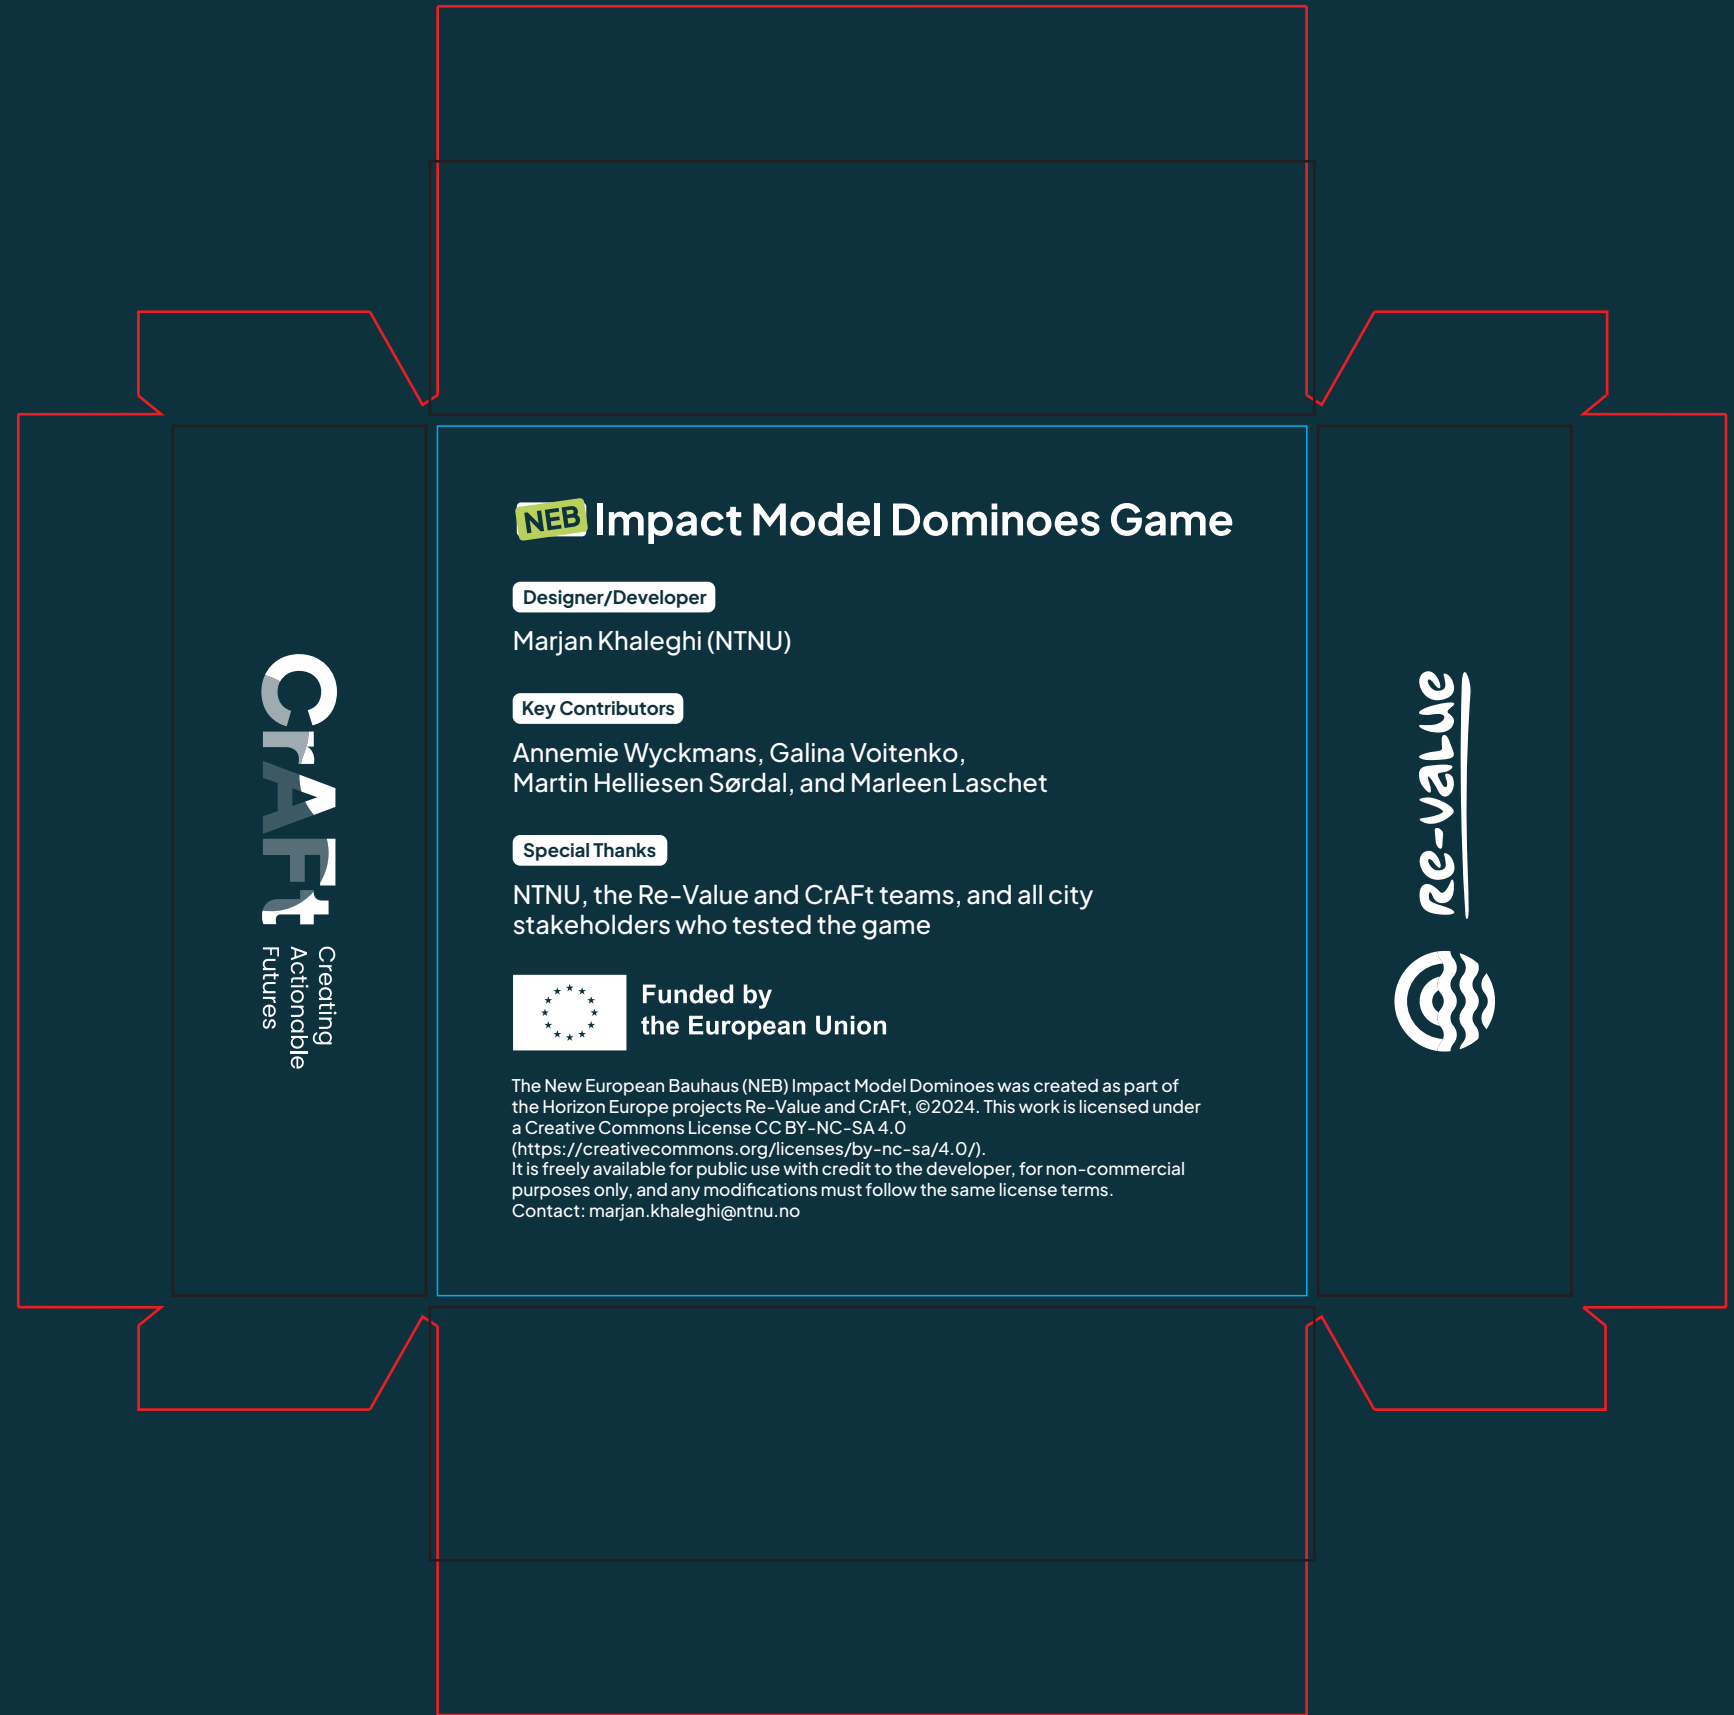 NEB Impact Model Dominoes Game
Designer/Developer
Marjan Khaleghi (NTNU)
Key Contributors
Annemie Wyckmans, Galina Voitenko,
Martin Helliesen Sørdal, and Marleen Laschet
Special Thanks
NTNU, the Re-Value and CrAFt teams, and all city
stakeholders who tested the game
Funded by
the European Union
The New European Bauhaus (NEB) Impact Model Dominoes was created as part of
the Horizon Europe projects Re-Value and CrAFt, ©2024. This work is licensed under
a Creative Commons License CC BY-NC-SA 4.0
(https://creativecommons.org/licenses/by-nc-sa/4.0/).
It is freely available for public use with credit to the developer, for non-commercial
purposes only, and any modifications must follow the same license terms.
Contact: marjan.khaleghi@ntnu.no
CrAFt
Creating
Actionable
Futures
re-value